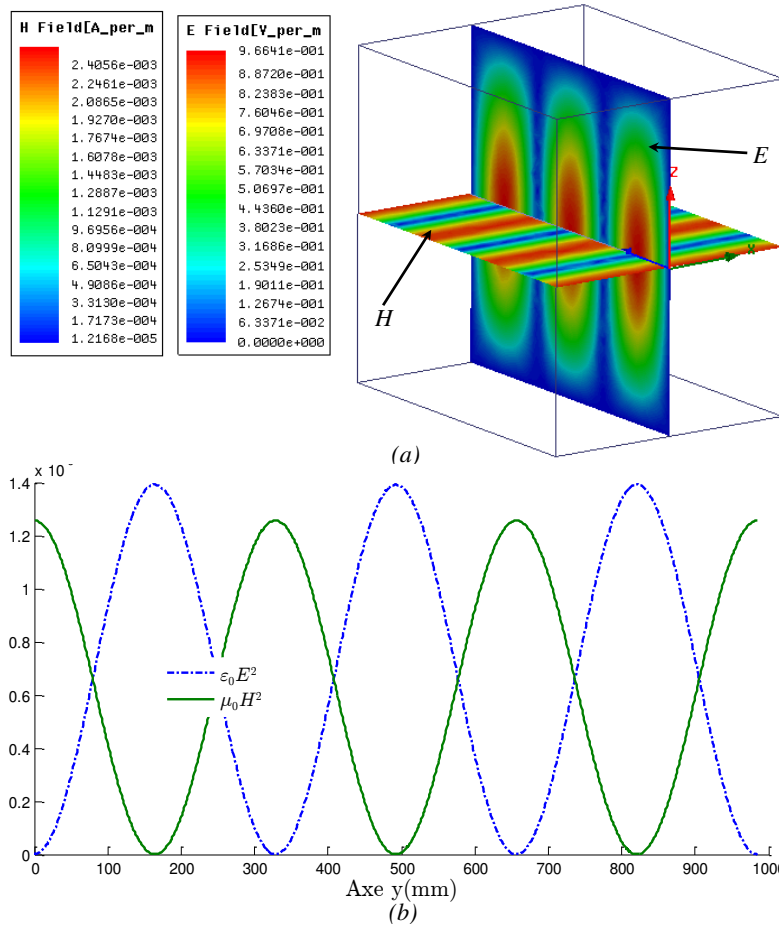 H Field[A_per_m
2.4056e-003
2.2461e-003
2.0865e-003
1.9270e-003
1.7674e-003
1.6078e-003
1.4483e-003
1.2887e-003
1.1291e-003
9.6956e-004
8.0999e-004
6.5043e-004
4.9086e-004
3.3130e-004
1.7173e-004
1.2168e-005
E Field[V_per_m
9.6641e-001
8.8720e-001
8.2383e-001
7.6046e-001
6.9708e-001
6.3371e-001
5.7034e-001
5.0697e-001
4.4360e-001
3.8023e-001
3.1686e-001
2.5349e-001
1.9011e-001
1.2674e-001
6.3371e-002
0.0000e+000
E
Z
X
H
(a)
x 10⁻
1.4
1.2
1
0.8
0.6
0.4
0.2
0
ε₀E²
μ₀H²
0 100 200 300 400 500 600 700 800 900 1000
Axe y(mm)
(b)